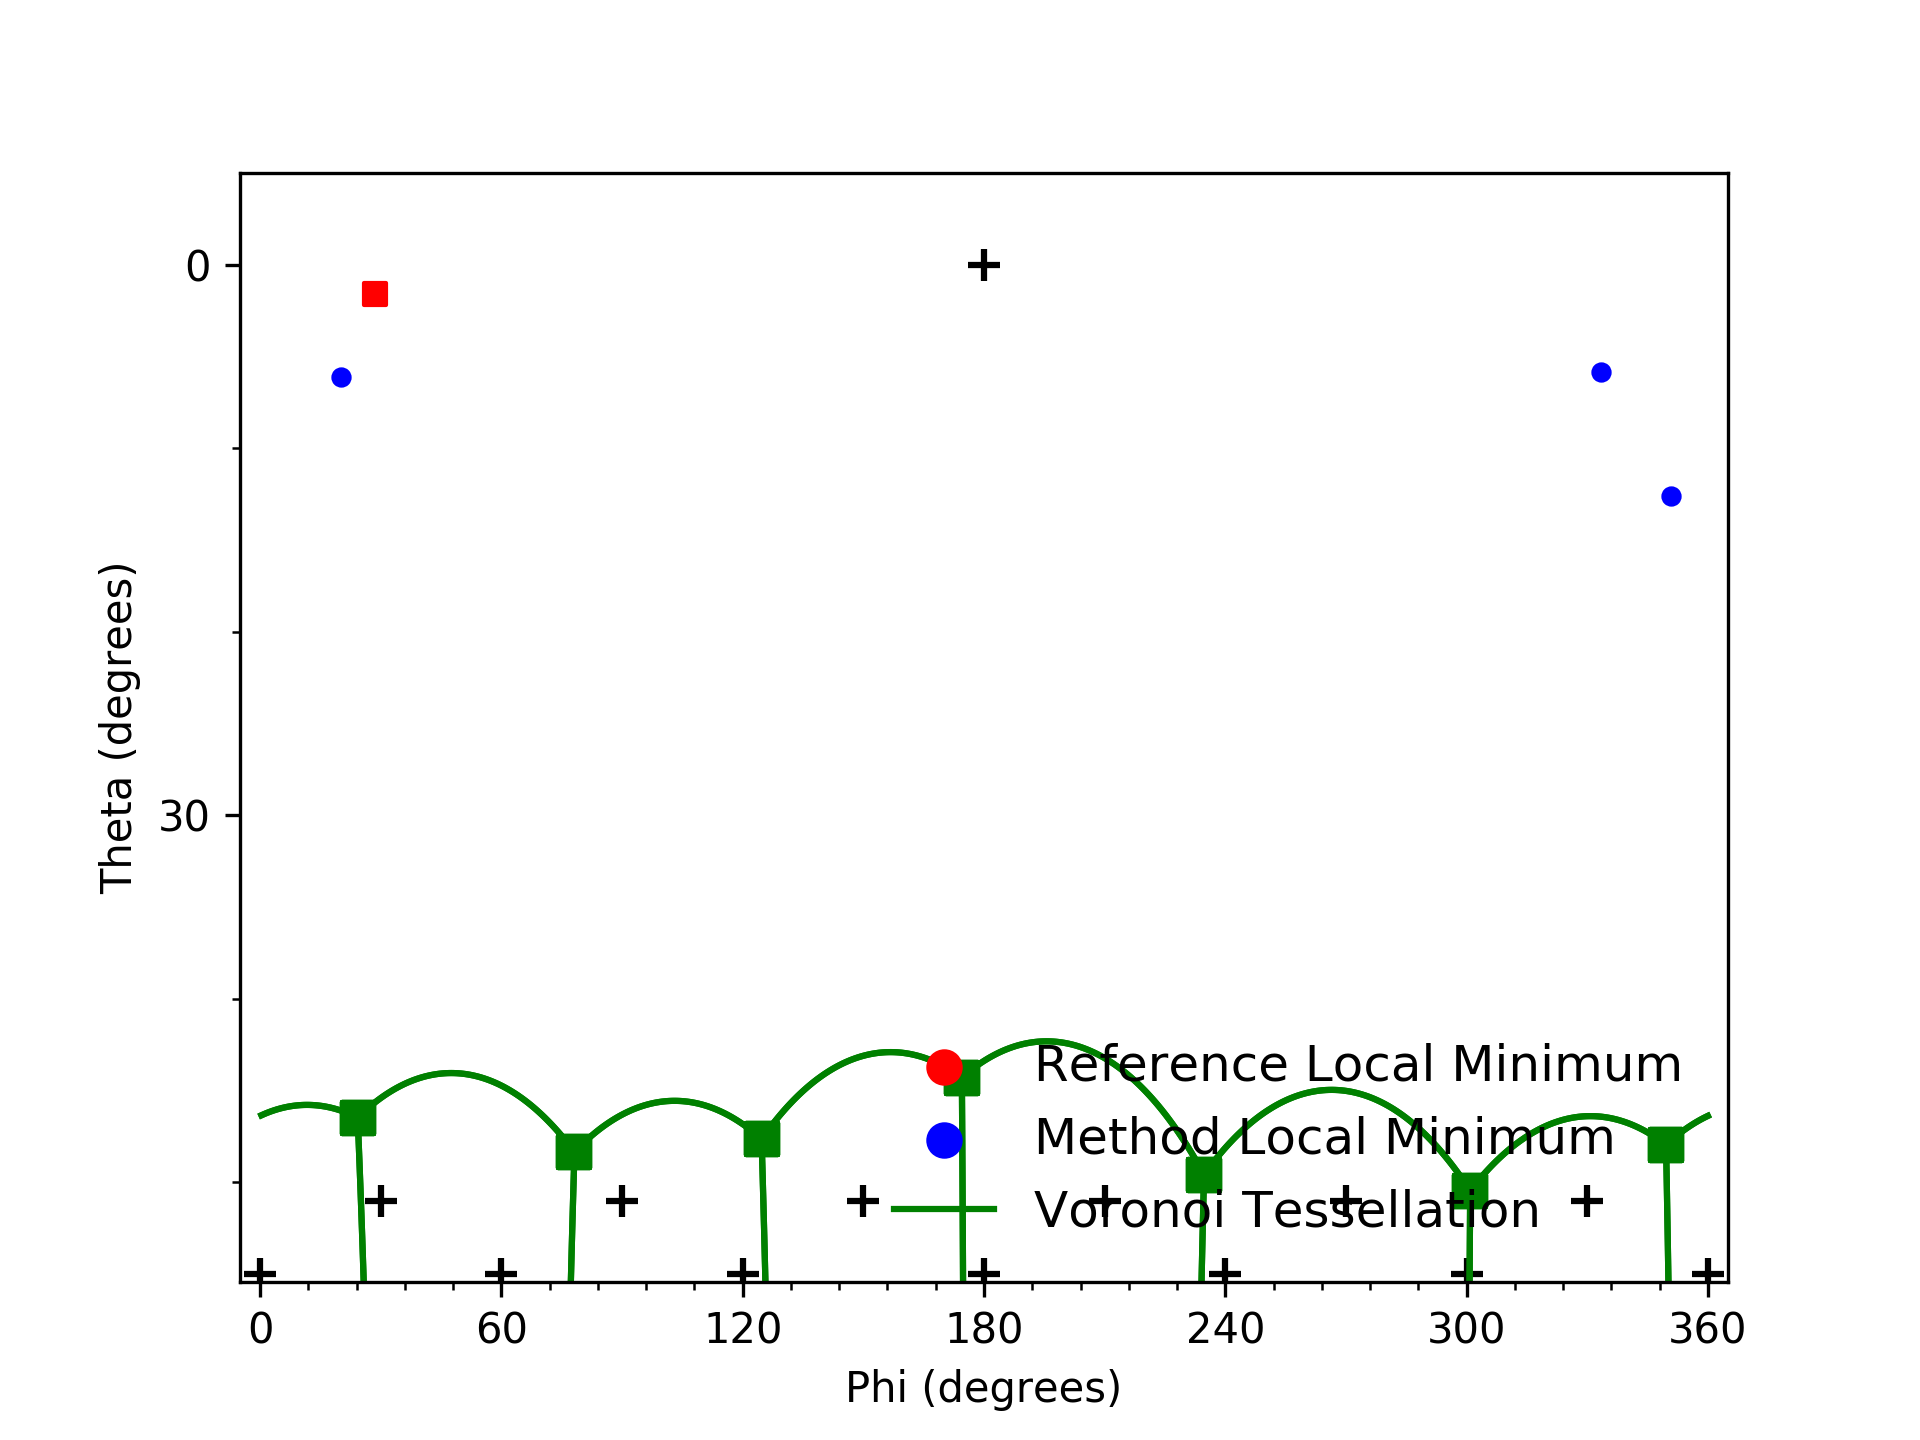 0
30
Theta (degrees)
Reference Local Minimum
Method Local Minimum
Voronoi Tessellation
0 60 120 180 240 300 360
Phi (degrees)